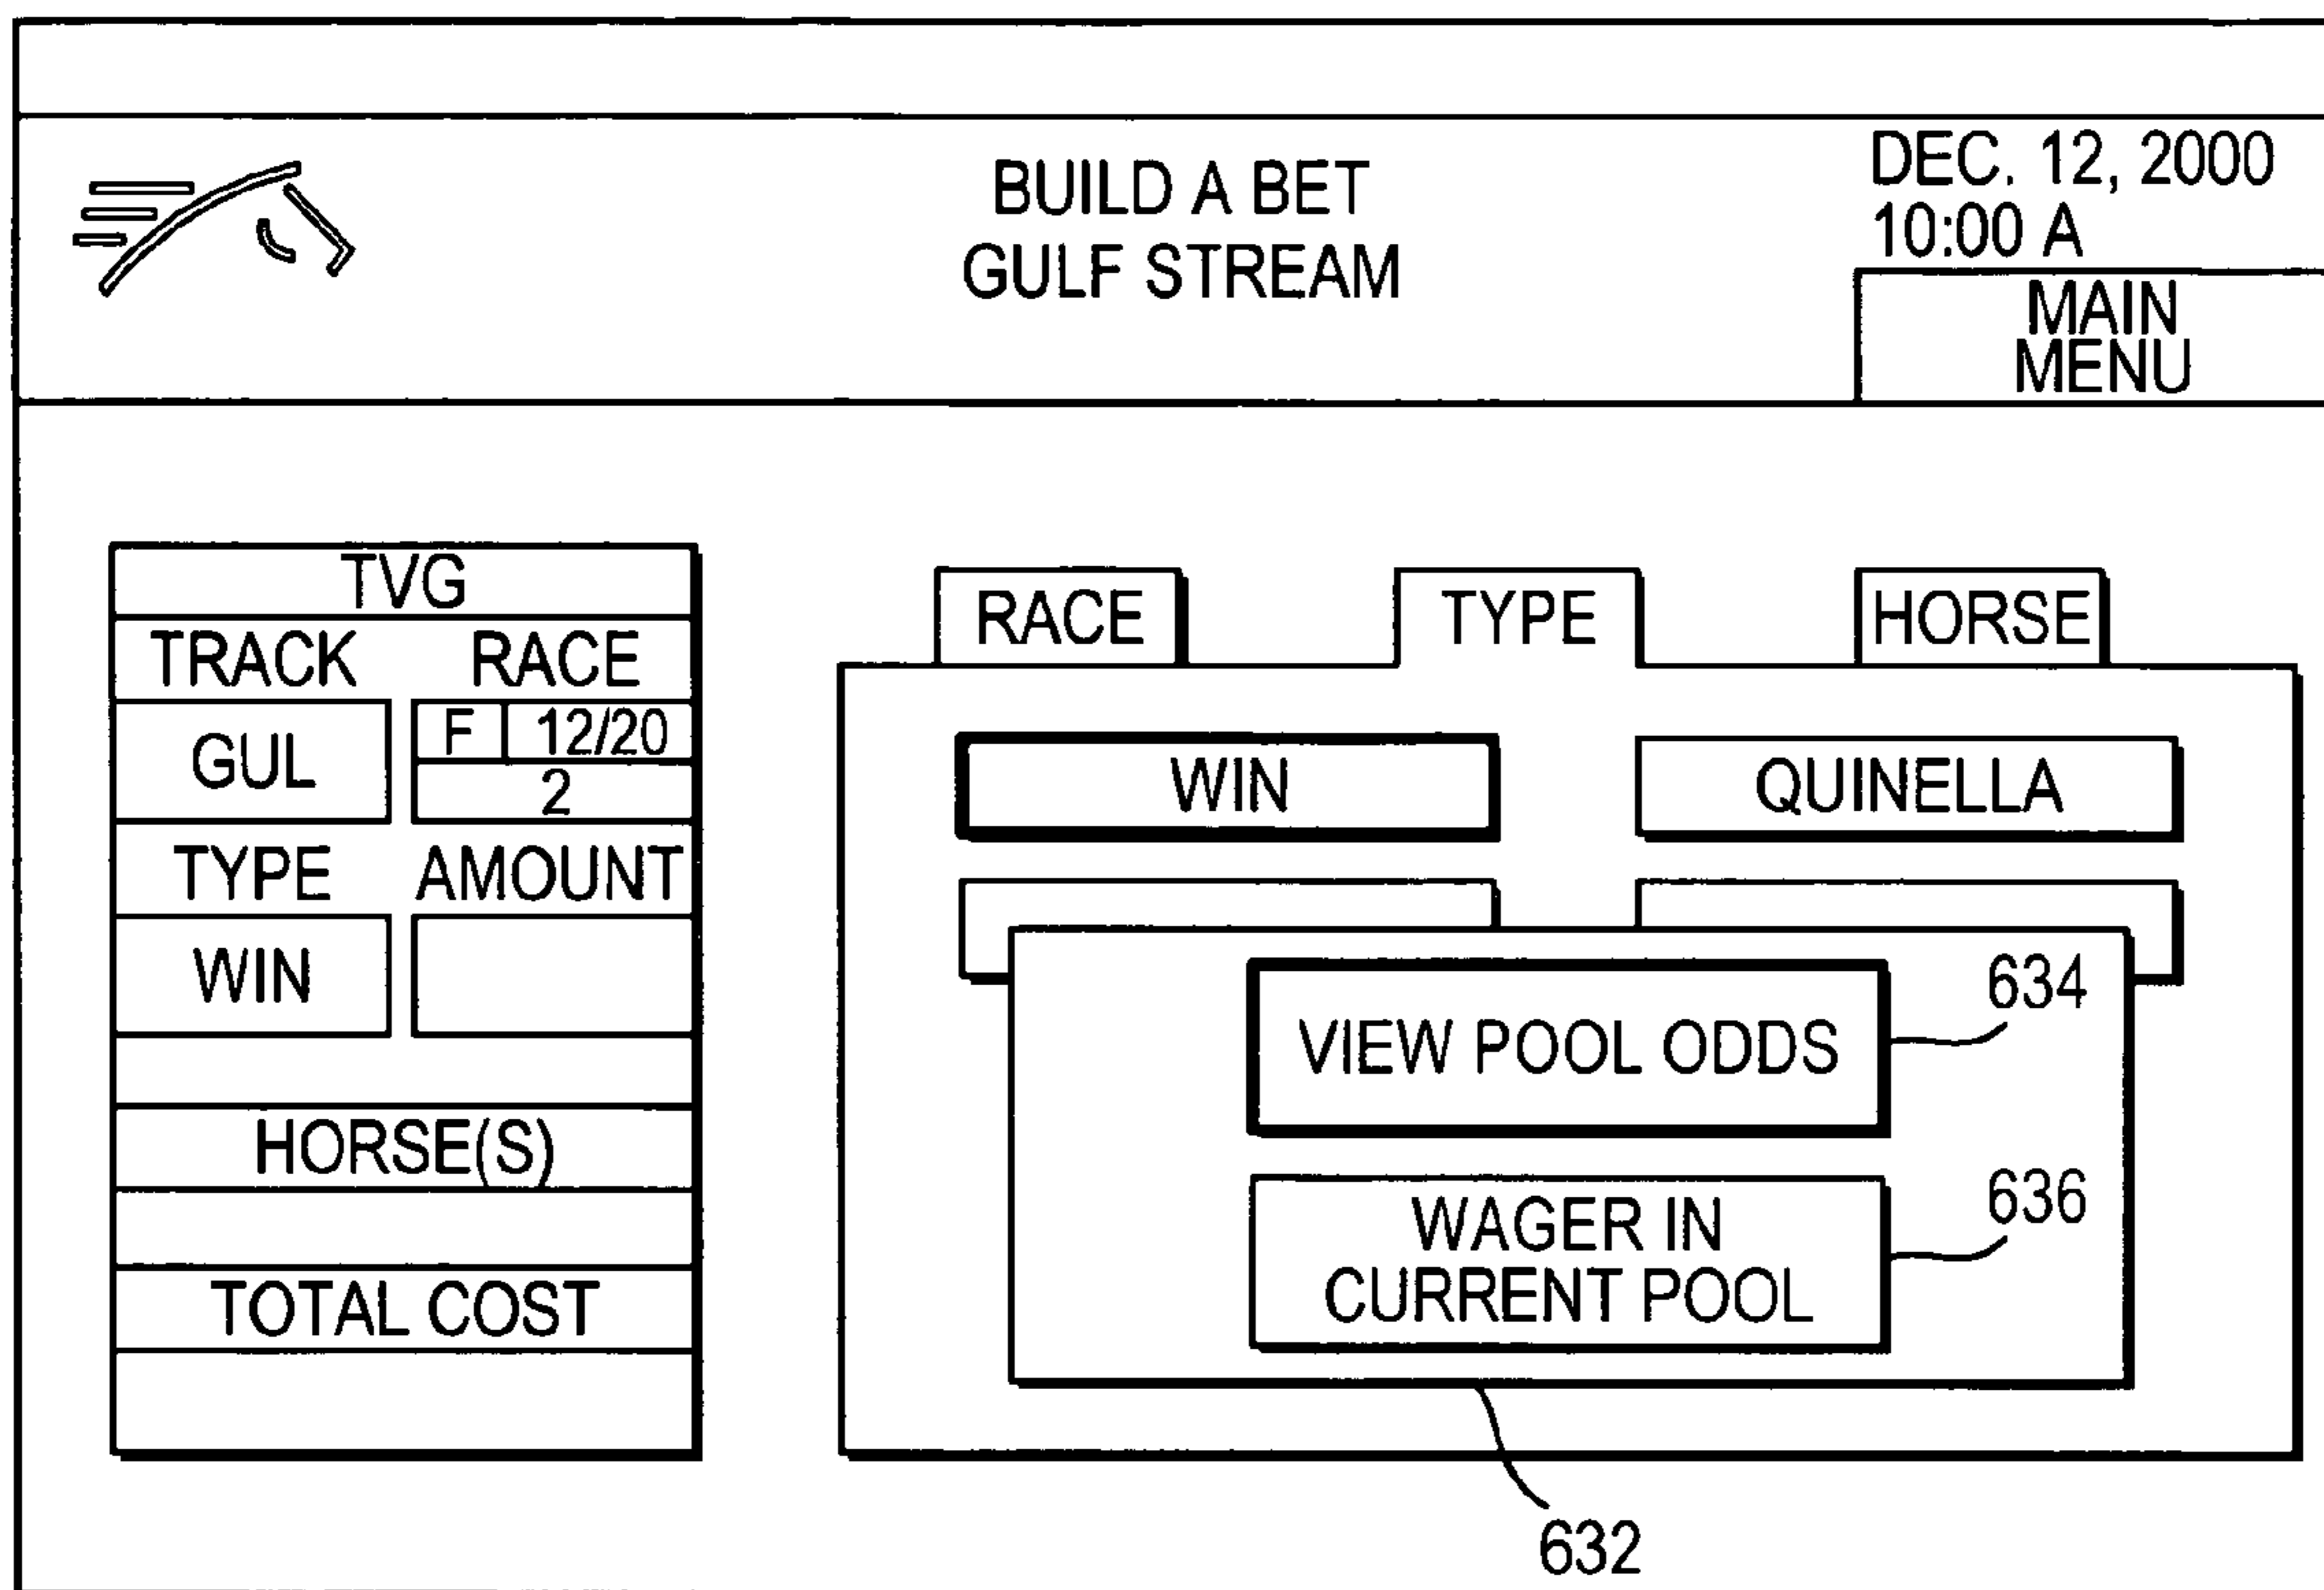 BUILD A BET
GULF STREAM
DEC. 12, 2000
10:00 A
MAIN
MENU
TVG
TRACK RACE
GUL
F 12/20
2
TYPE AMOUNT
WIN
HORSE(S)
TOTAL COST
RACE TYPE HORSE
WIN QUINELLA
VIEW POOL ODDS
634
WAGER IN
CURRENT POOL
636
632